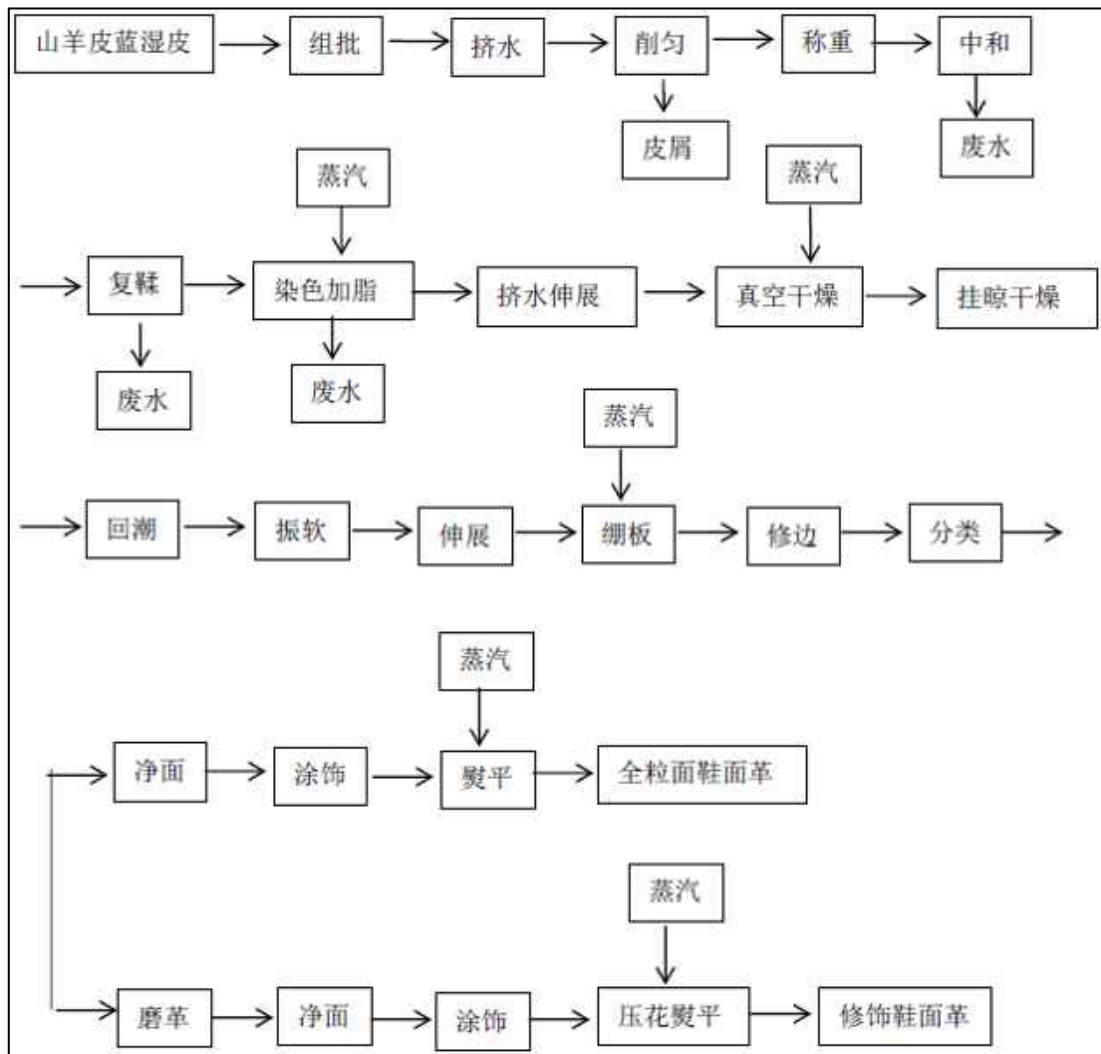 山羊皮蓝湿皮 组批 挤水 削匀 称重 中和
皮屑 废水
蒸汽 蒸汽
复鞣 染色加脂 挤水伸展 真空干燥 挂晾干燥
废水 废水
蒸汽
回潮 振软 伸展 绷板 修边 分类
蒸汽
净面 涂饰 熨平 全粒面鞋面革
蒸汽
磨革 净面 涂饰 压花熨平 修饰鞋面革